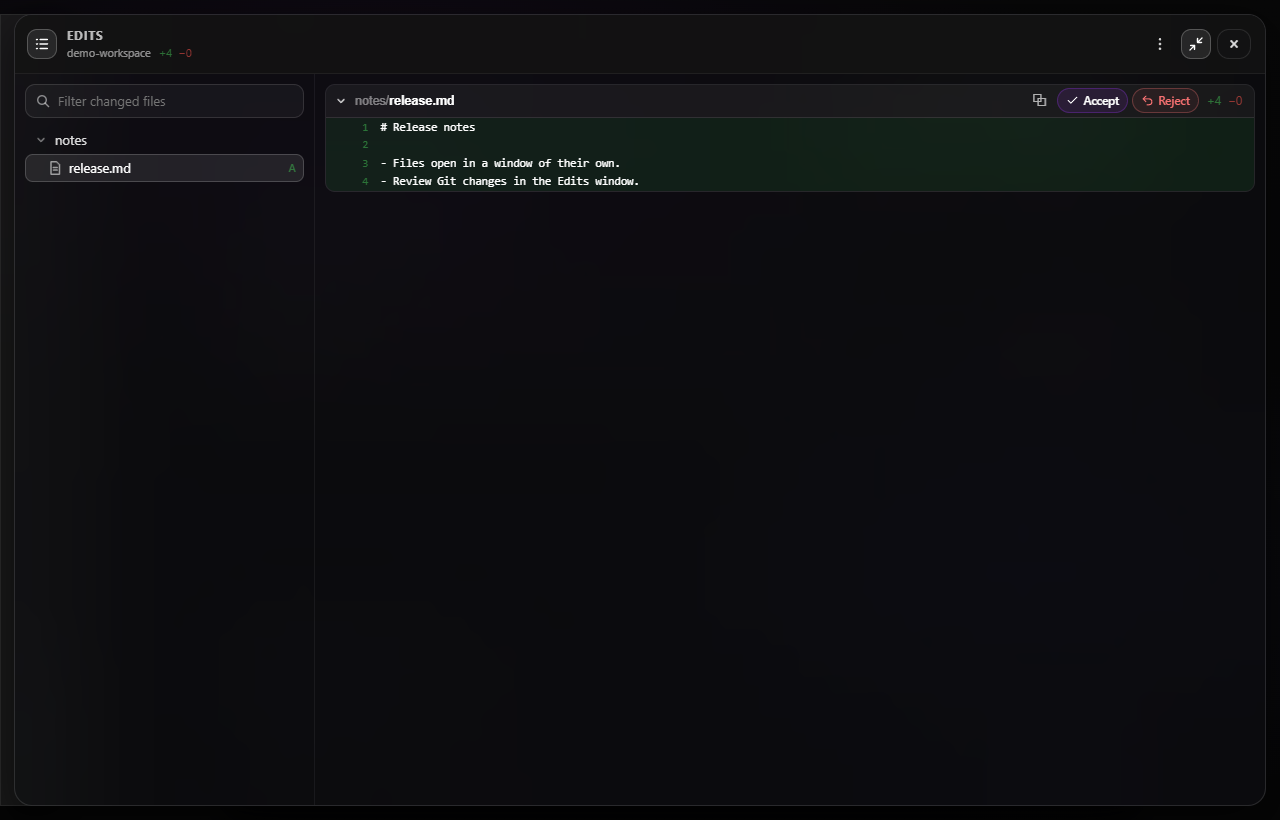 EDITS
demo-workspace +4 −0
Filter changed files
notes
release.md A
notes/release.md Accept Reject +4 −0
1 # Release notes
2
3 - Files open in a window of their own.
4 - Review Git changes in the Edits window.